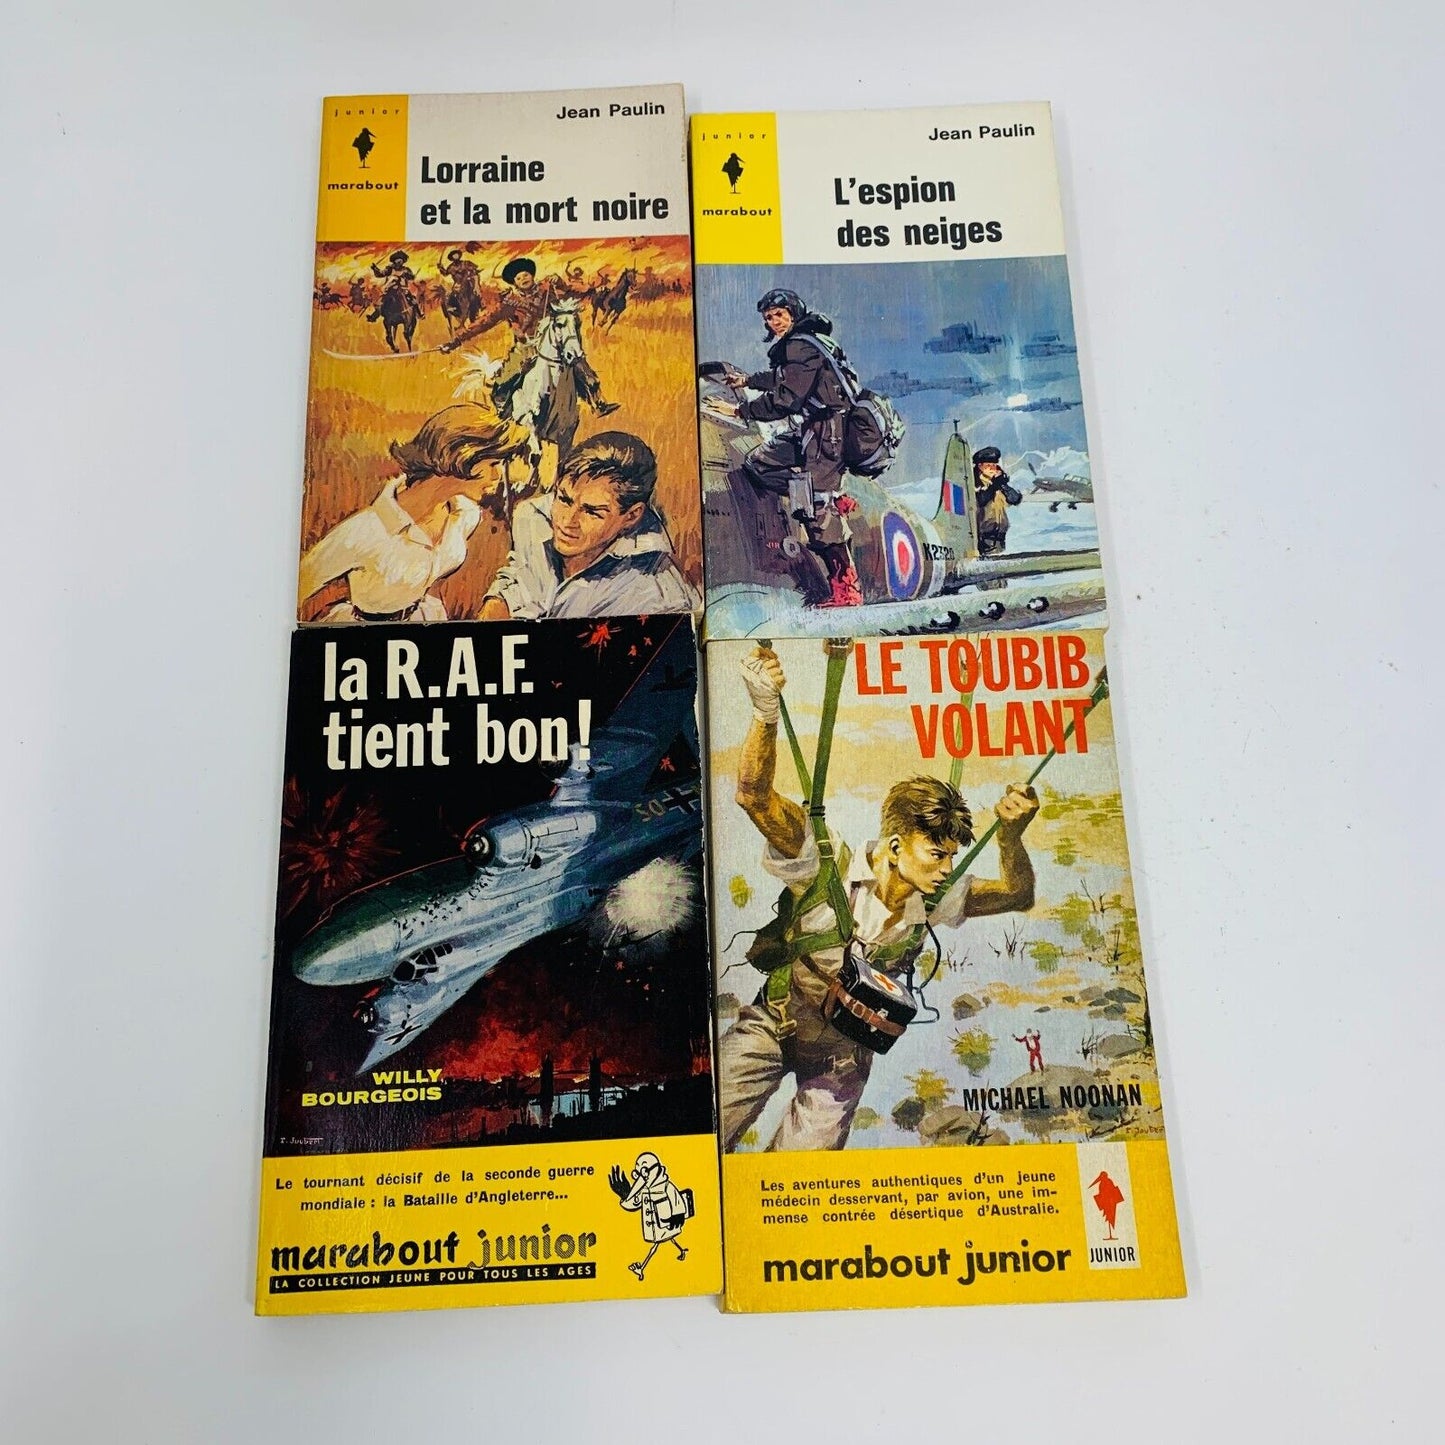 junior
marabout
Jean Paulin
Lorraine
et la mort noire
junior
marabout
Jean Paulin
L'espion
des neiges
K2320
la R.A.F.
tient bon!
WILLY
BOURGEOIS
P. Joubert
Le tournant décisif de la seconde guerre
mondiale : la Bataille d'Angleterre...
marabout junior
LA COLLECTION JEUNE POUR TOUS LES AGES
LE TOUBIB
VOLANT
MICHAEL NOONAN
P. Joubert
Les aventures authentiques d'un jeune
médecin desservant, par avion, une im-
mense contrée désertique d'Australie.
marabout junior
JUNIOR